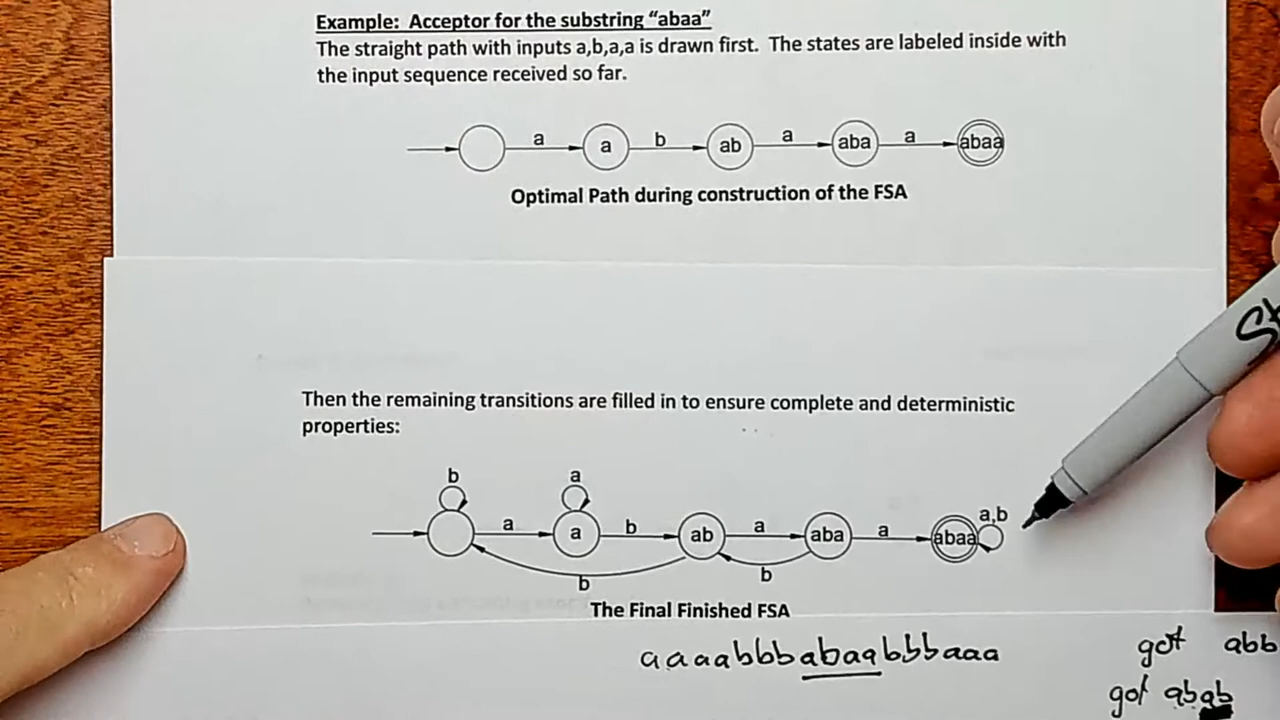 Example: Acceptor for the substring “abaa”
The straight path with inputs a,b,a,a is drawn first. The states are labeled inside with
the input sequence received so far.
a b a a
a ab aba abaa
Optimal Path during construction of the FSA
Then the remaining transitions are filled in to ensure complete and deterministic
properties:
b a
a b a a a,b
a ab aba abaa
b b
The Final Finished FSA
aaaabbbabaabbbaaa
got abb
got abab